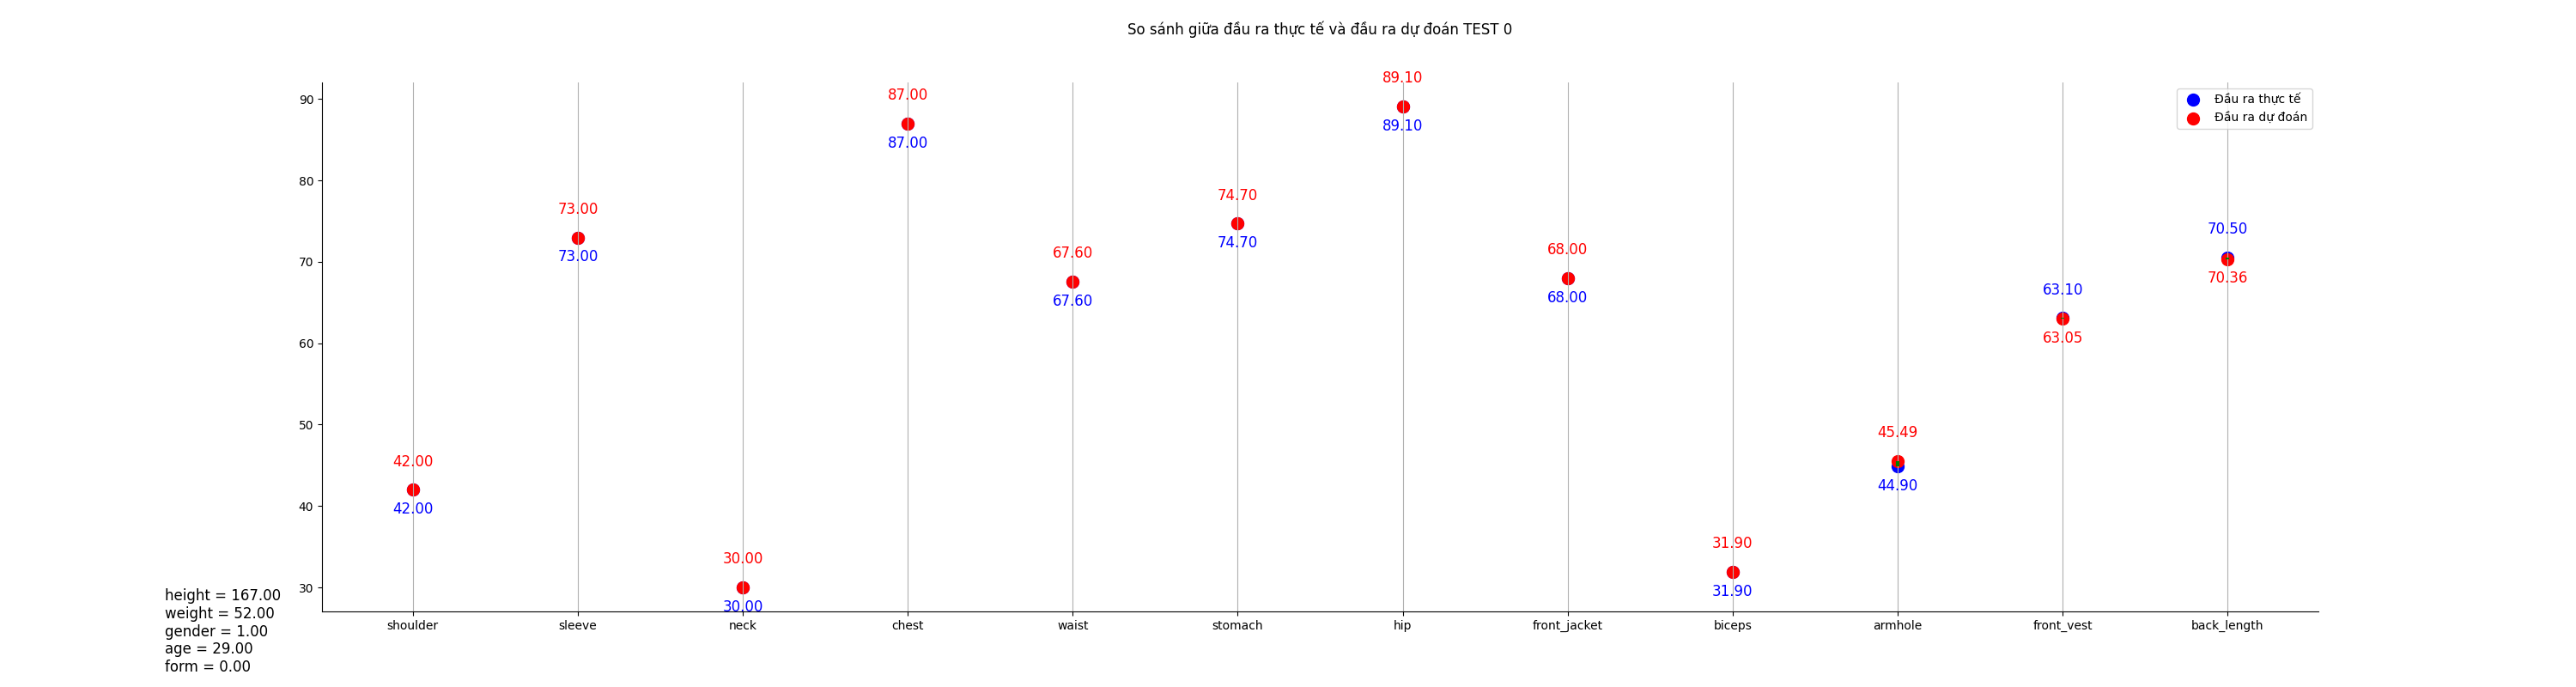 So sánh giữa đầu ra thực tế và đầu ra dự đoán TEST 0
Đầu ra thực tế
Đầu ra dự đoán
90
80
70
60
50
40
30
42.00
42.00
73.00
73.00
30.00
30.00
87.00
87.00
67.60
67.60
74.70
74.70
89.10
89.10
68.00
68.00
31.90
31.90
45.49
44.90
63.10
63.05
70.50
70.36
shoulder
sleeve
neck
chest
waist
stomach
hip
front_jacket
biceps
armhole
front_vest
back_length
height = 167.00
weight = 52.00
gender = 1.00
age = 29.00
form = 0.00